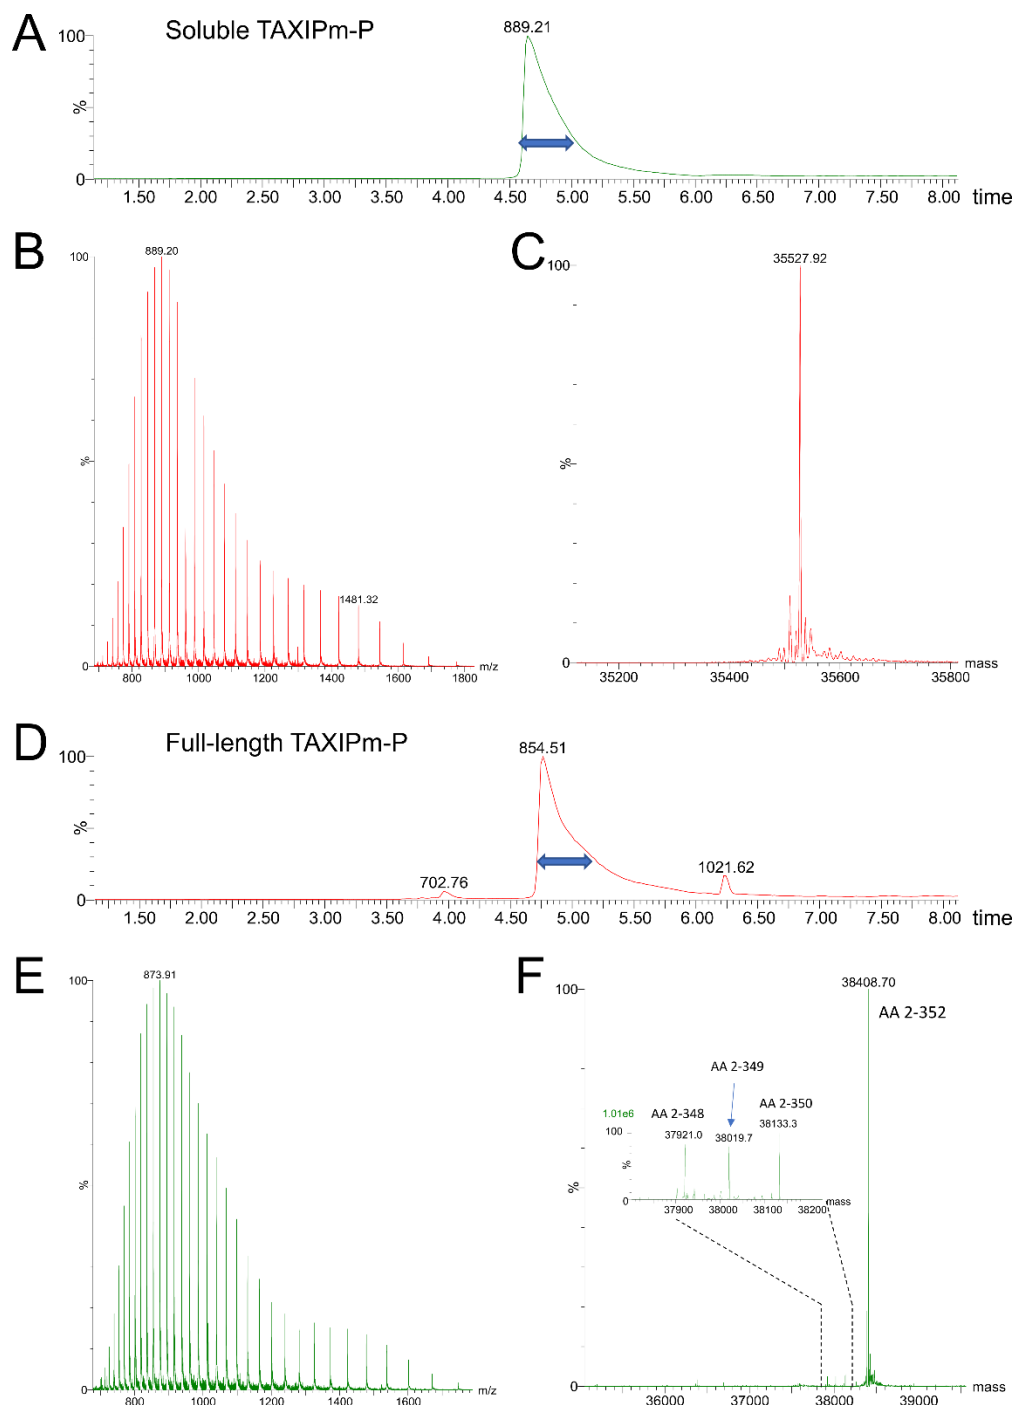 A
Soluble TAXIPm-P
889.21
100
%
0
1.50 2.00 2.50 3.00 3.50 4.00 4.50 5.00 5.50 6.00 6.50 7.00 7.50 8.00 time
B
100
889.20
%
1481.32
0
800 1000 1200 1400 1600 1800 m/z
C
100
35527.92
%
0
35200 35400 35600 35800 mass
D
Full-length TAXIPm-P
854.51
100
%
702.76
1021.62
0
1.50 2.00 2.50 3.00 3.50 4.00 4.50 5.00 5.50 6.00 6.50 7.00 7.50 8.00 time
E
100
873.91
%
0
800 1000 1200 1400 1600 m/z
F
38408.70
100
AA 2-352
AA 2-349
AA 2-348
AA 2-350
1.01e6
100
37921.0
38019.7
38133.3
%
0
37900 38000 38100 38200 mass
%
0
36000 37000 38000 39000 mass